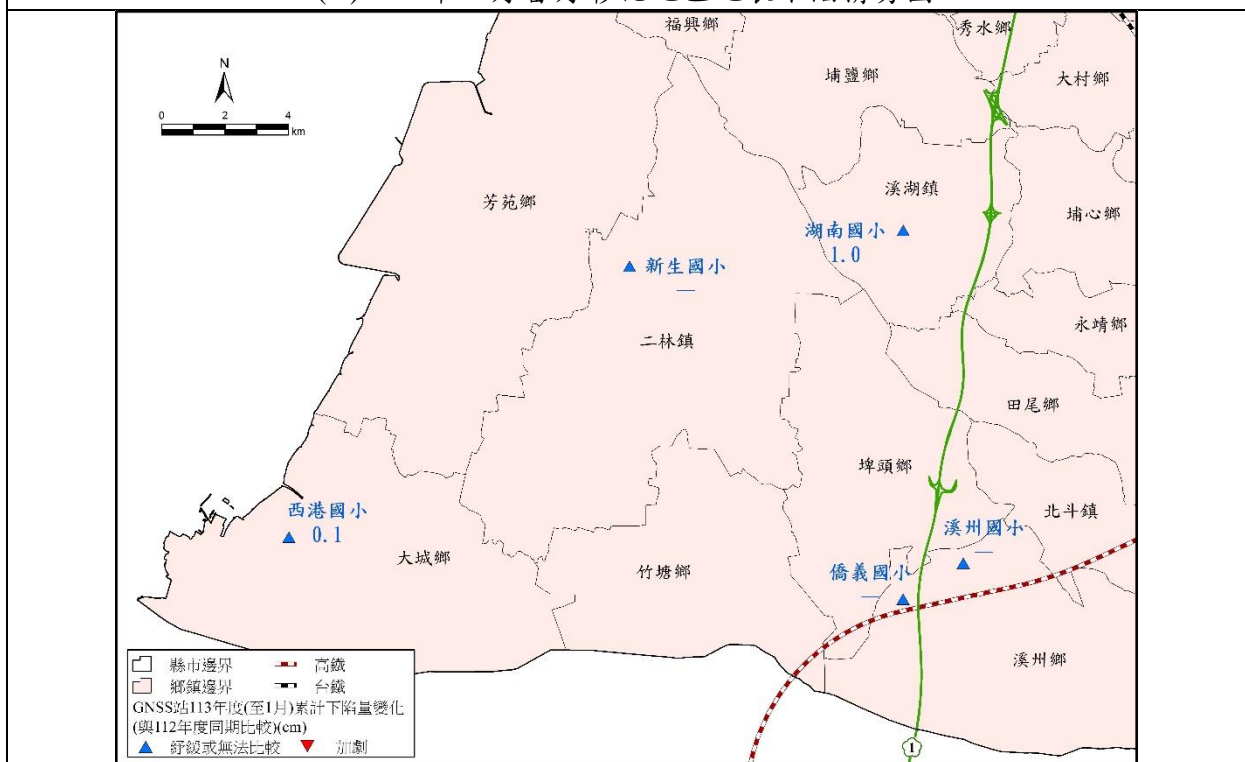 福興鄉
秀水鄉
埔鹽鄉
大村鄉
N
0 2 4
km
芳苑鄉
溪湖鎮
埔心鄉
湖南國小
1.0
新生國小
—
二林鎮
永靖鄉
田尾鄉
埤頭鄉
北斗鎮
西港國小
0.1
大城鄉
竹塘鄉
溪州國小
—
僑義國小
—
溪州鄉
縣市邊界 高鐵
鄉鎮邊界 台鐵
GNSS站113年度(至1月)累計下陷量變化
(與112年度同期比較)(cm)
紓緩或無法比較 加劇
1